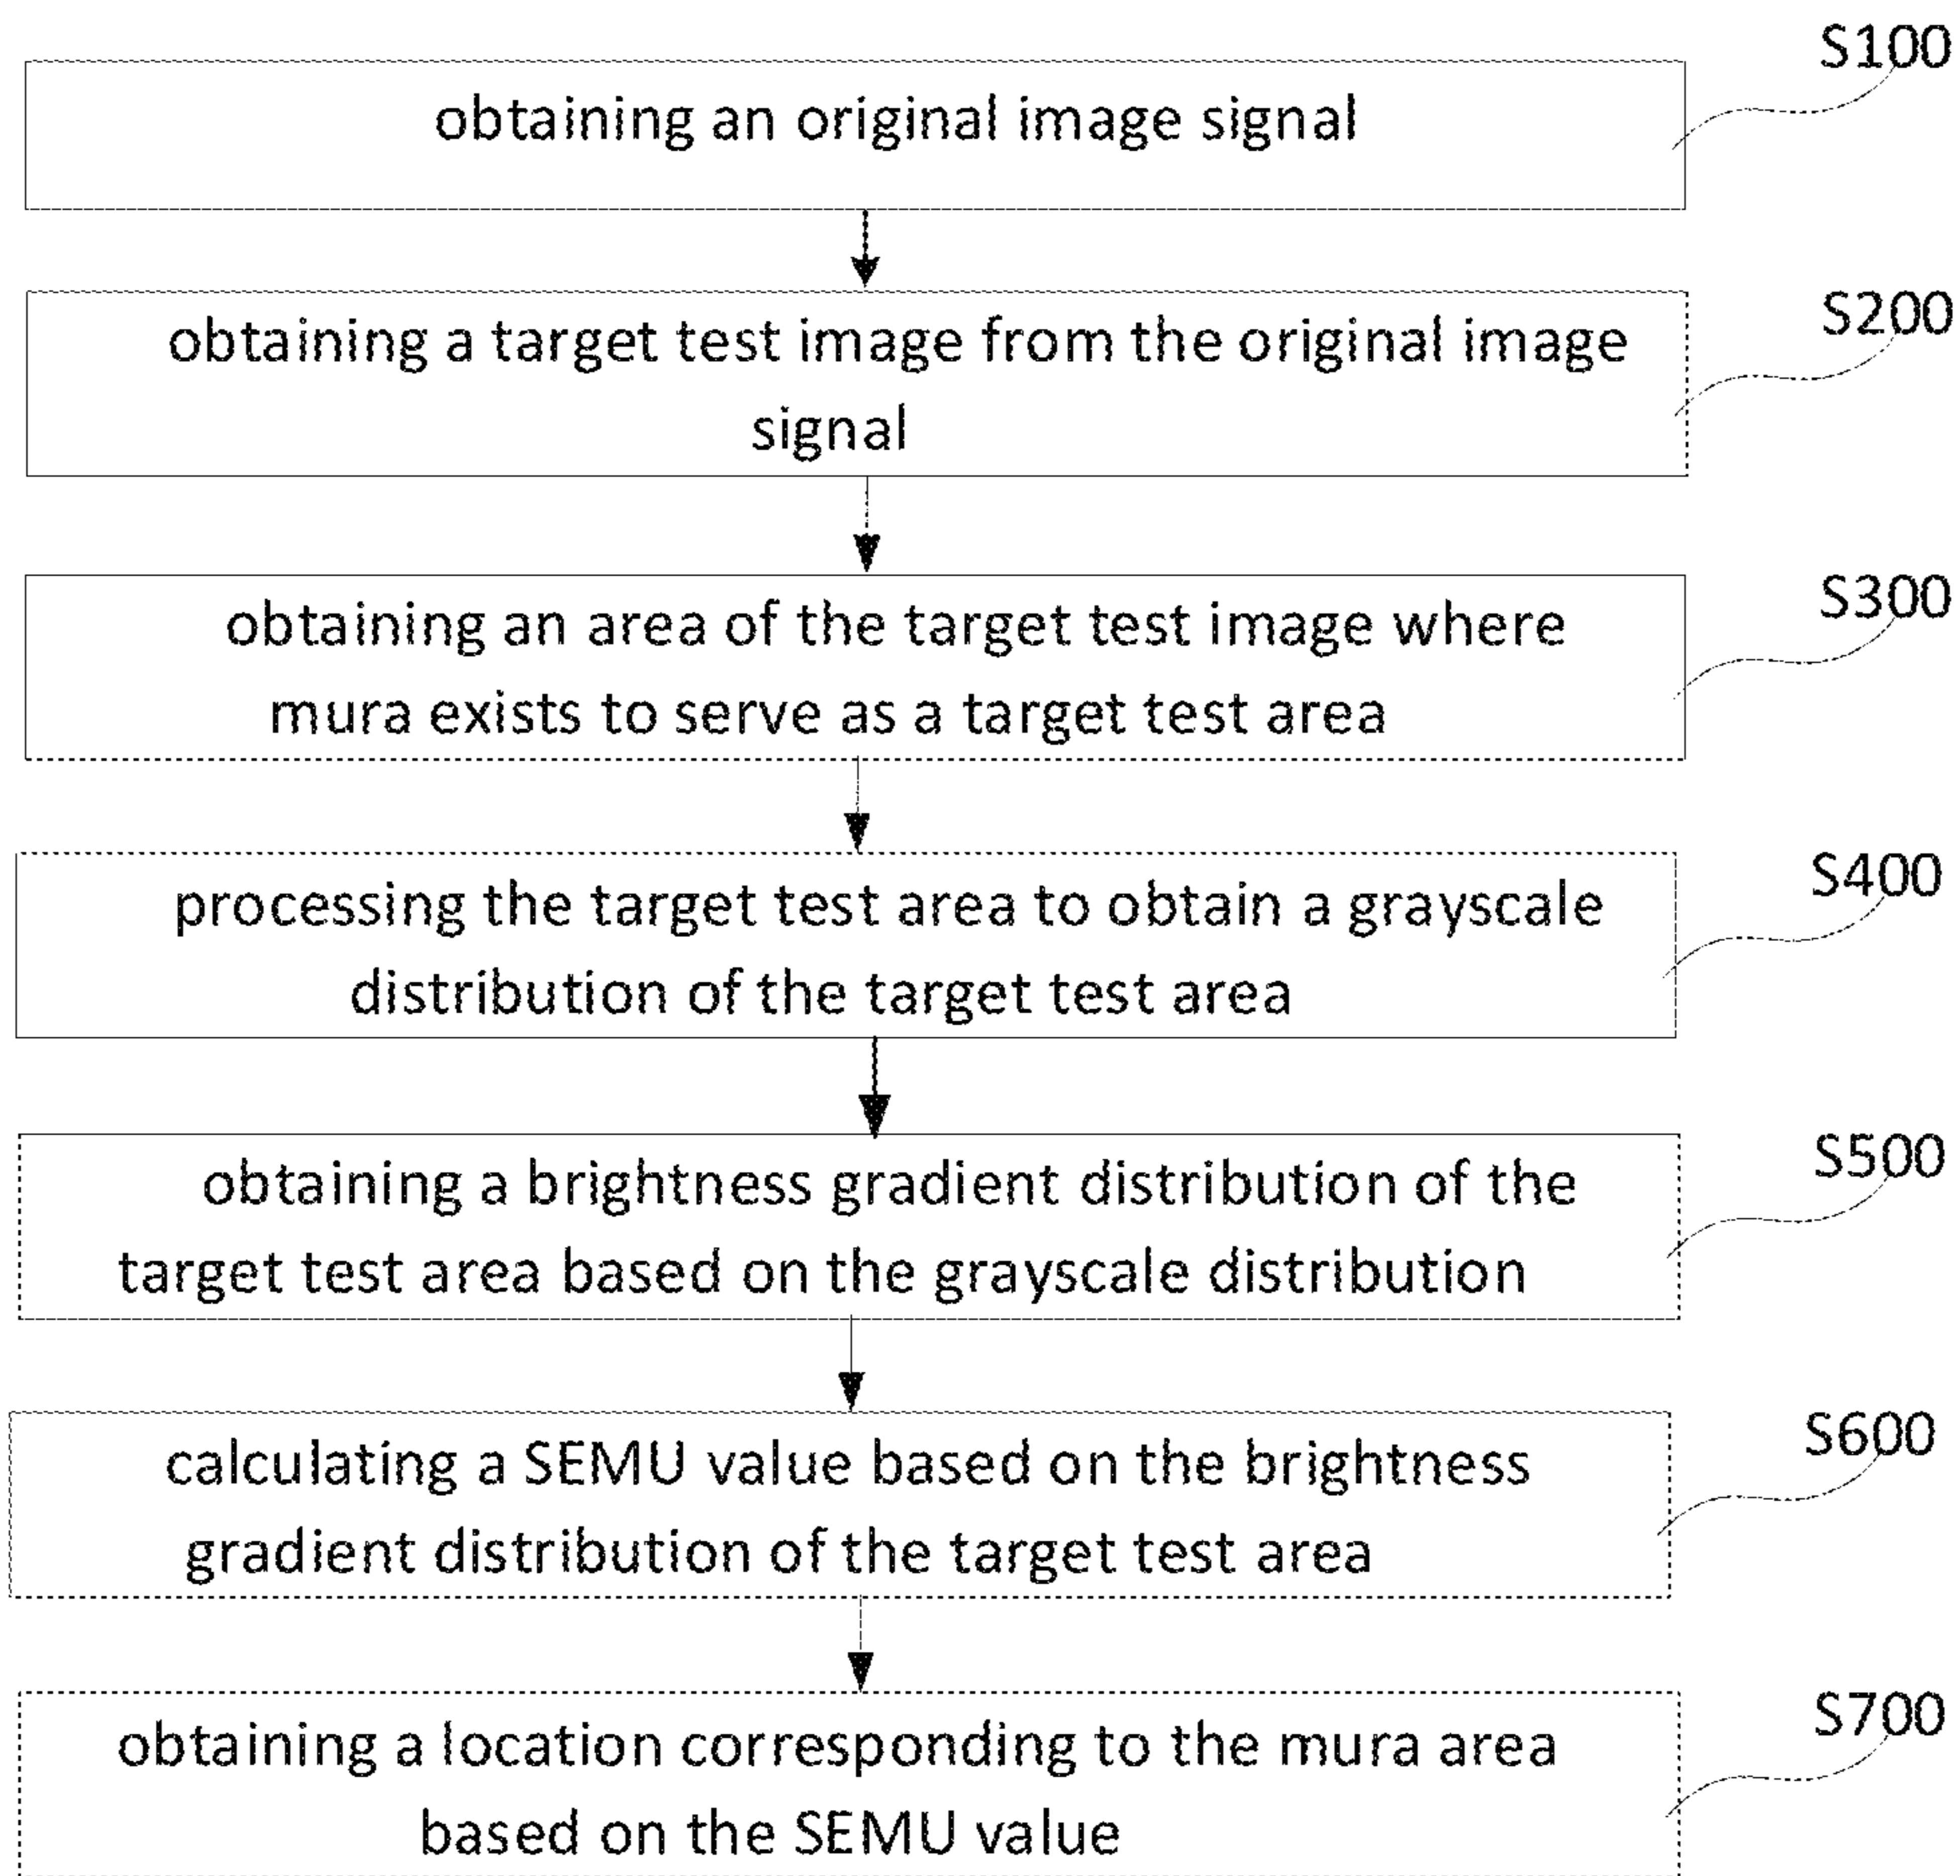 S100
obtaining an original image signal
S200
obtaining a target test image from the original image
signal
S300
obtaining an area of the target test image where
mura exists to serve as a target test area
S400
processing the target test area to obtain a grayscale
distribution of the target test area
S500
obtaining a brightness gradient distribution of the
target test area based on the grayscale distribution
S600
calculating a SEMU value based on the brightness
gradient distribution of the target test area
S700
obtaining a location corresponding to the mura area
based on the SEMU value